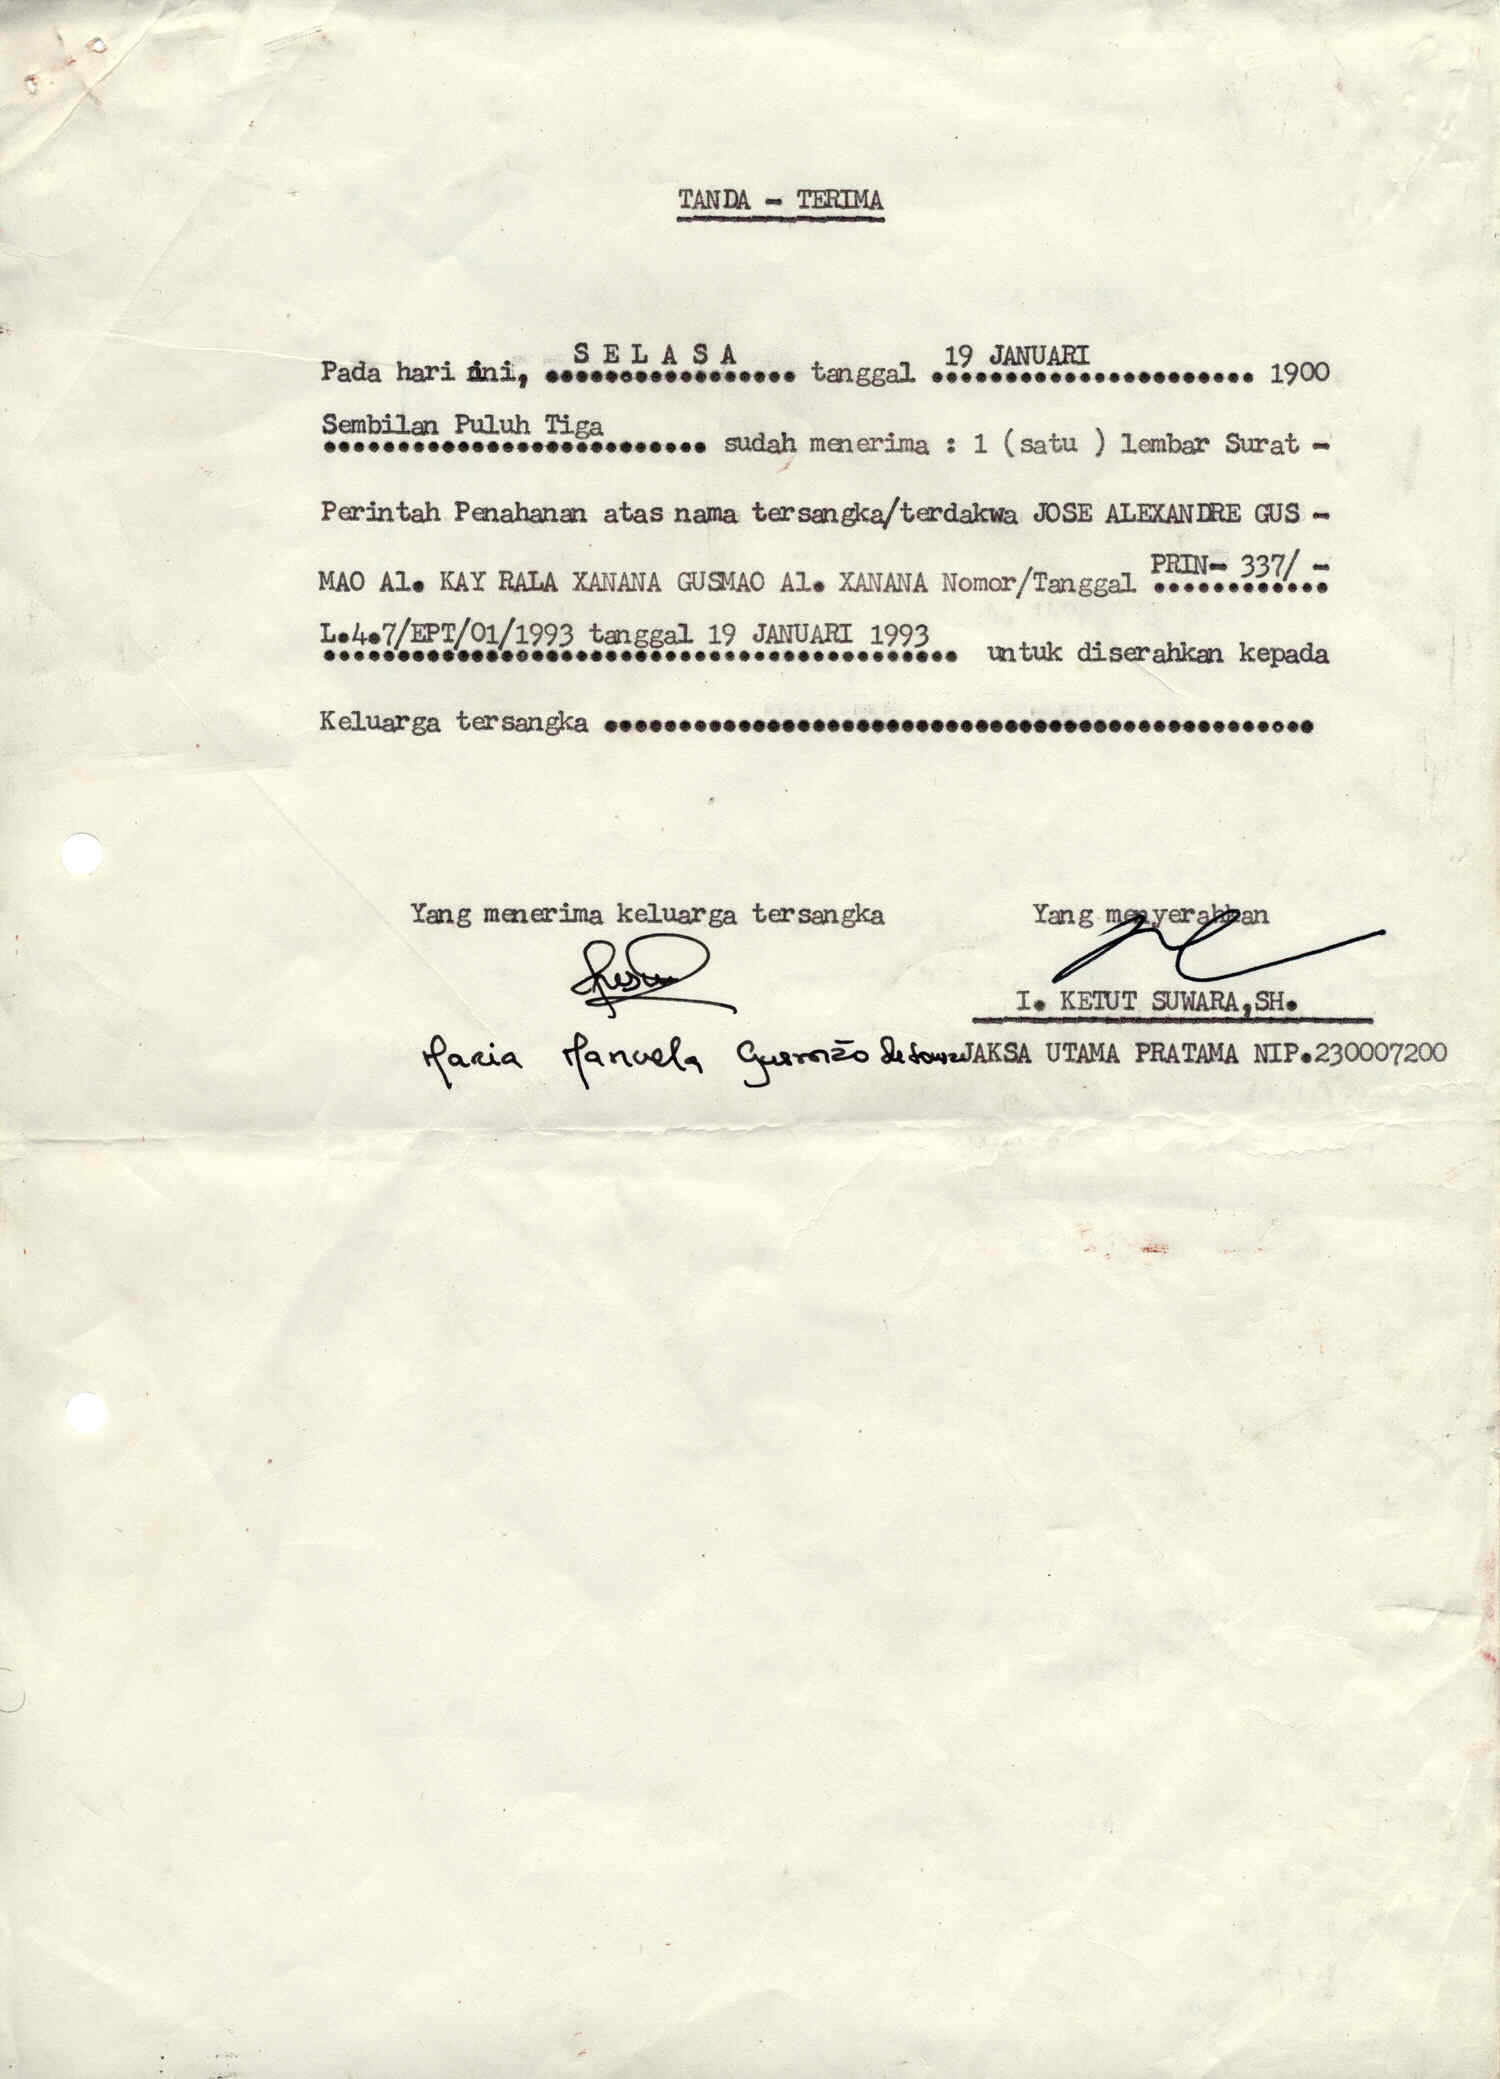 TANDA - TERIMA
Pada hari ini, SELASA tanggal 19 JANUARI 1900
Sembilan Puluh Tiga sudah menerima : 1 (satu ) lembar Surat -
Perintah Penahanan atas nama tersangka/terdakwa JOSE ALEXANDRE GUS -
MAO Al. KAY RALA XANANA GUSMAO Al. XANANA Nomor/Tanggal PRIN- 337/ -
L.4.7/EPT/01/1993 tanggal 19 JANUARI 1993 untuk diserahkan kepada
Keluarga tersangka ................................................
Yang menerima keluarga tersangka Yang menyerahkan
I. KETUT SUWARA,SH.
Maria Manuela Gusmão JAKSA UTAMA PRATAMA NIP.230007200